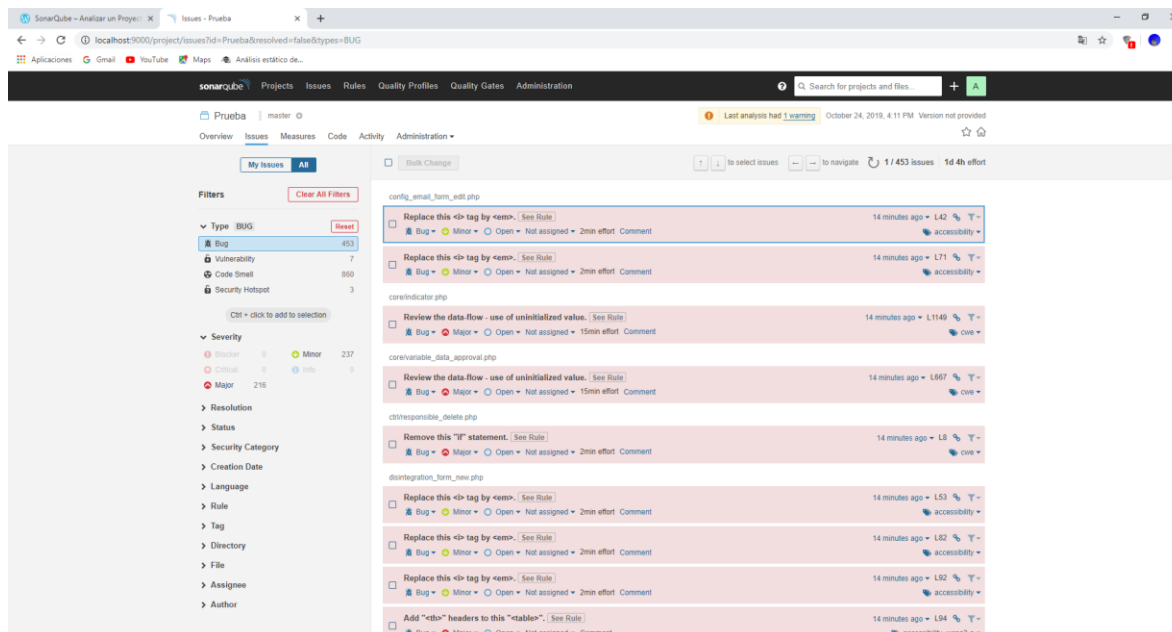 SonarQube – Analizar un Proyect
Issues - Prueba
localhost:9000/project/issues?id=Prueba&resolved=false&types=BUG
Aplicaciones Gmail YouTube Maps Análisis estático de...
sonarqube Projects Issues Rules Quality Profiles Quality Gates Administration Search for projects and files... A
Prueba master Last analysis had 1 warning October 24, 2019, 4:11 PM Version not provided
Overview Issues Measures Code Activity Administration
My Issues All
Bulk Change to select issues to navigate 1 / 453 issues 1d 4h effort
Filters Clear All Filters
Type BUG Reset
Bug 453
Vulnerability 7
Code Smell 860
Security Hotspot 3
Ctrl + click to add to selection
Severity
Blocker 0 Minor 237
Critical 0 Info 0
Major 216
Resolution
Status
Security Category
Creation Date
Language
Rule
Tag
Directory
File
Assignee
Author
config_email_form_edit.php
Replace this <i> tag by <em>. See Rule 14 minutes ago L42
Bug Minor Open Not assigned 2min effort Comment accessibility
Replace this <i> tag by <em>. See Rule 14 minutes ago L71
Bug Minor Open Not assigned 2min effort Comment accessibility
core/indicator.php
Review the data-flow - use of uninitialized value. See Rule 14 minutes ago L1149
Bug Major Open Not assigned 15min effort Comment cwe
core/variable_data_approval.php
Review the data-flow - use of uninitialized value. See Rule 14 minutes ago L667
Bug Major Open Not assigned 15min effort Comment cwe
ctrl/responsible_delete.php
Remove this "if" statement. See Rule 14 minutes ago L8
Bug Major Open Not assigned 2min effort Comment cwe
disintegration_form_new.php
Replace this <i> tag by <em>. See Rule 14 minutes ago L53
Bug Minor Open Not assigned 2min effort Comment accessibility
Replace this <i> tag by <em>. See Rule 14 minutes ago L82
Bug Minor Open Not assigned 2min effort Comment accessibility
Replace this <i> tag by <em>. See Rule 14 minutes ago L92
Bug Minor Open Not assigned 2min effort Comment accessibility
Add "<th>" headers to this "<table>". See Rule 14 minutes ago L94